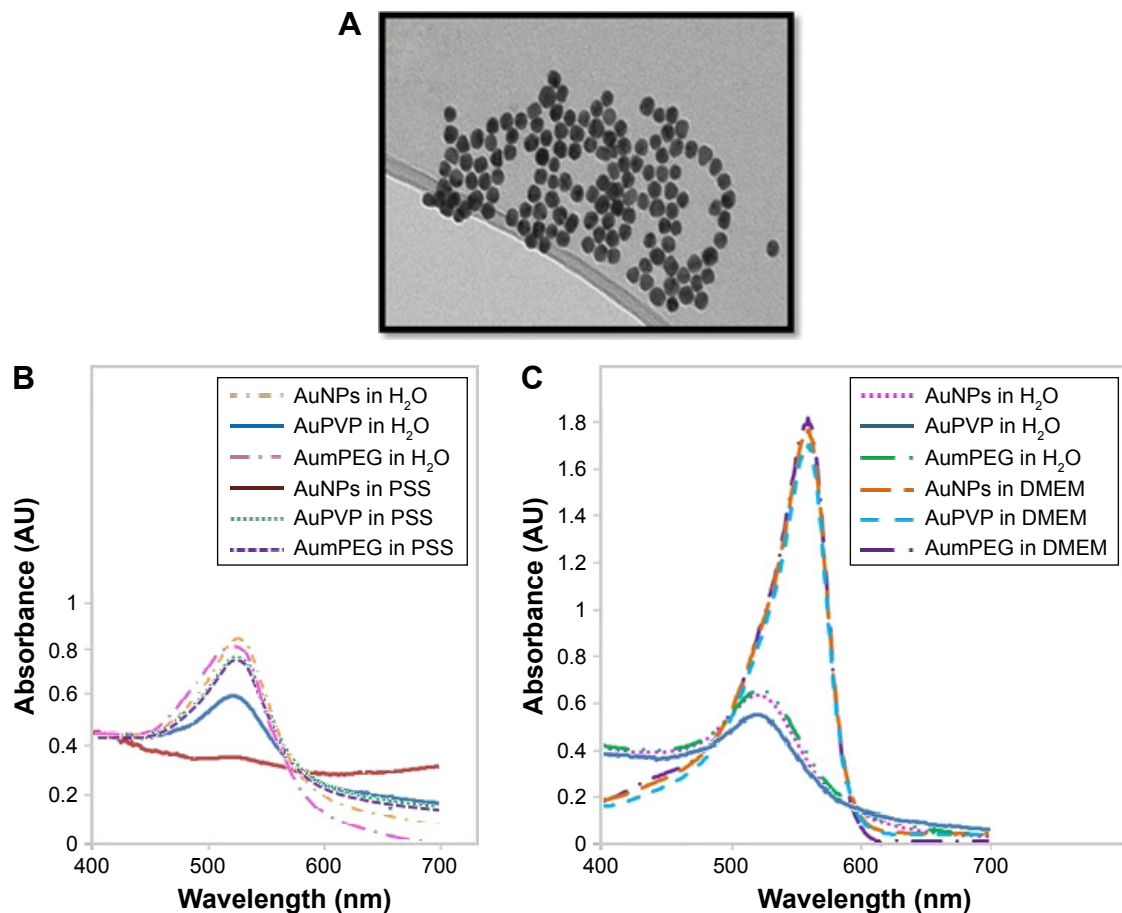 A
B
AuNPs in H₂O
AuPVP in H₂O
AumPEG in H₂O
AuNPs in PSS
AuPVP in PSS
AumPEG in PSS
Absorbance (AU)
1
0.8
0.6
0.4
0.2
0
400
500
600
700
Wavelength (nm)
C
AuNPs in H₂O
AuPVP in H₂O
AumPEG in H₂O
AuNPs in DMEM
AuPVP in DMEM
AumPEG in DMEM
Absorbance (AU)
1.8
1.6
1.4
1.2
1
0.8
0.6
0.4
0.2
0
400
500
600
700
Wavelength (nm)